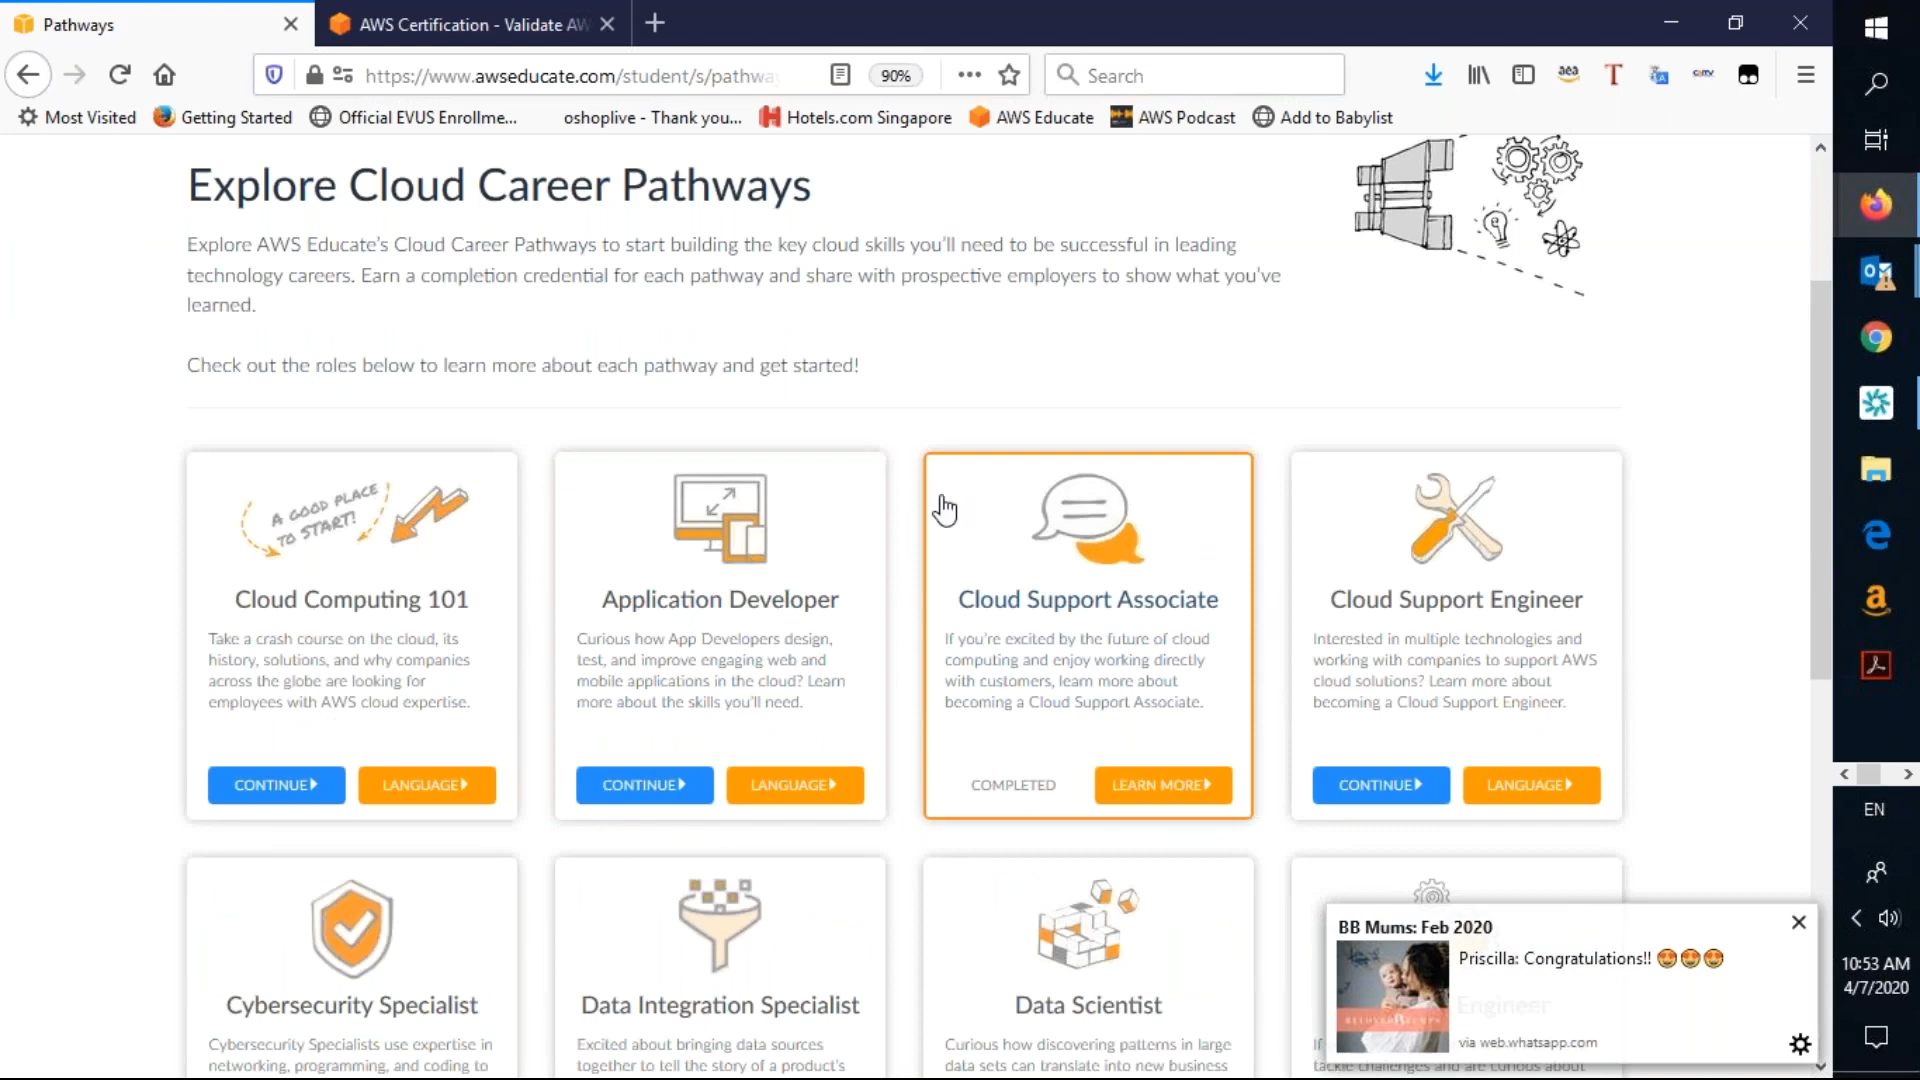 Pathways
AWS Certification - Validate AW
https://www.awseducate.com/student/s/pathwa
90%
Search
Most Visited
Getting Started
Official EVUS Enrollme...
oshoplive - Thank you...
Hotels.com Singapore
AWS Educate
AWS Podcast
Add to Babylist
Explore Cloud Career Pathways
Explore AWS Educate's Cloud Career Pathways to start building the key cloud skills you'll need to be successful in leading
technology careers. Earn a completion credential for each pathway and share with prospective employers to show what you've
learned.
Check out the roles below to learn more about each pathway and get started!
A GOOD PLACE
TO START!
Cloud Computing 101
Take a crash course on the cloud, its
history, solutions, and why companies
across the globe are looking for
employees with AWS cloud expertise.
CONTINUE
LANGUAGE
Application Developer
Curious how App Developers design,
test, and improve engaging web and
mobile applications in the cloud? Learn
more about the skills you'll need.
CONTINUE
LANGUAGE
Cloud Support Associate
If you're excited by the future of cloud
computing and enjoy working directly
with customers, learn more about
becoming a Cloud Support Associate.
COMPLETED
LEARN MORE
Cloud Support Engineer
Interested in multiple technologies and
working with companies to support AWS
cloud solutions? Learn more about
becoming a Cloud Support Engineer.
CONTINUE
LANGUAGE
Cybersecurity Specialist
Cybersecurity Specialists use expertise in
networking, programming, and coding to
Data Integration Specialist
Excited about bringing data sources
together to tell the story of a product's
Data Scientist
Curious how discovering patterns in large
data sets can translate into new business
Engineer
If
tackle challenges and are curious about
BB Mums: Feb 2020
Priscilla: Congratulations!! 😍😍😍
via web.whatsapp.com
EN
10:53 AM
4/7/2020